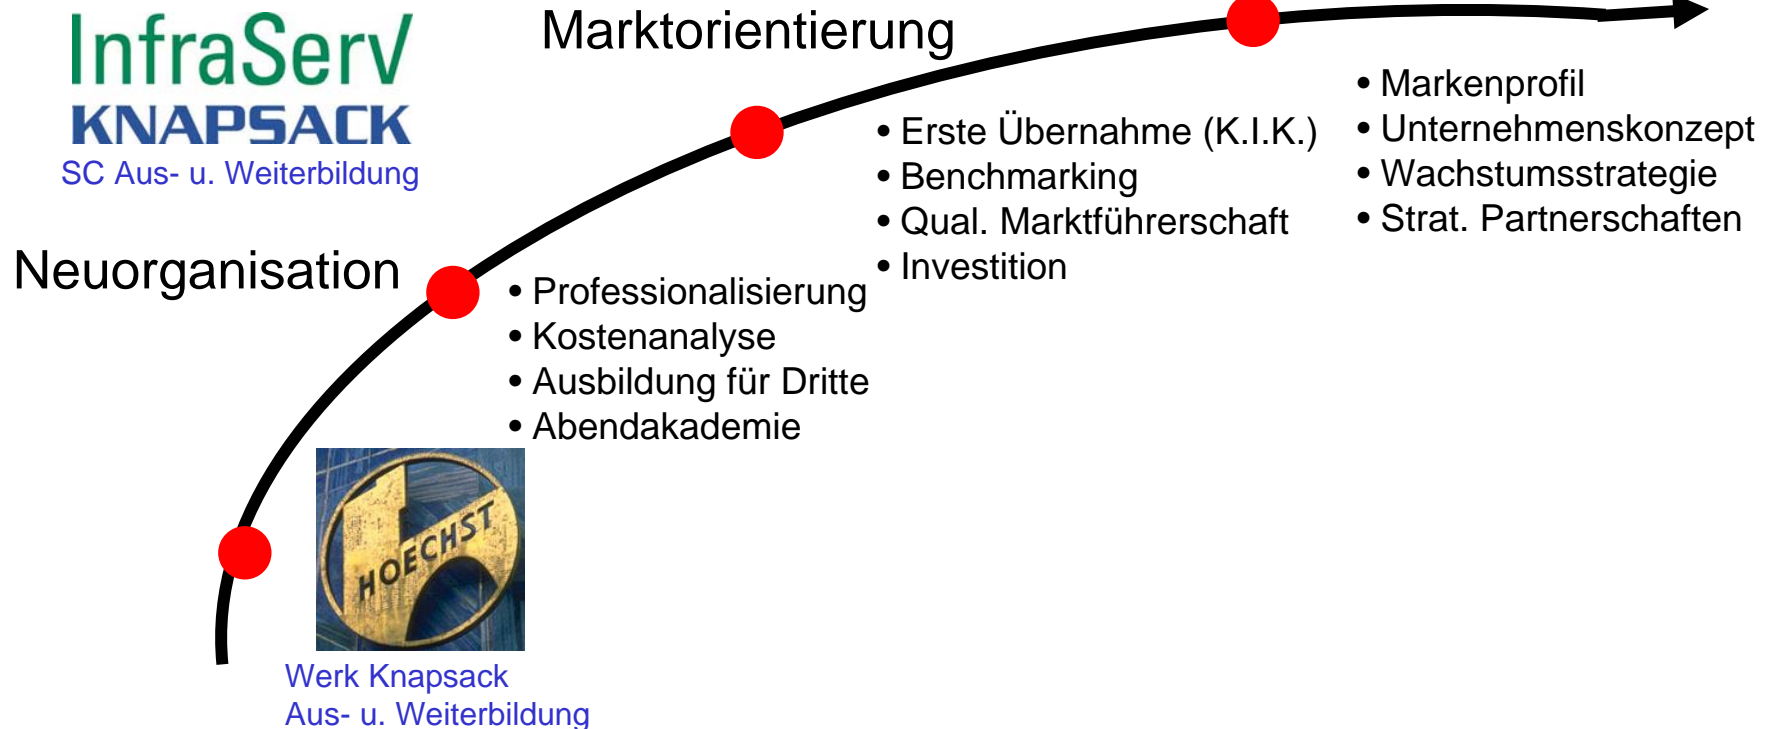 InfraServ
KNAPSACK
SC Aus- u. Weiterbildung
Marktorientierung
Neuorganisation
• Markenprofil
• Unternehmenskonzept
• Wachstumsstrategie
• Strat. Partnerschaften
• Erste Übernahme (K.I.K.)
• Benchmarking
• Qual. Marktführerschaft
• Investition
• Professionalisierung
• Kostenanalyse
• Ausbildung für Dritte
• Abendakademie
HOECHST
Werk Knapsack
Aus- u. Weiterbildung